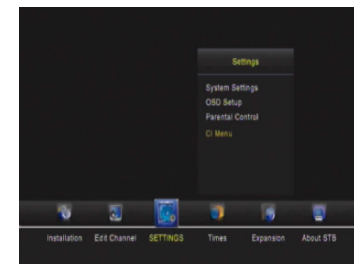 Settings
System Settings
OSD Setup
Parental Control
CI Menu
Installation Edit Channel SETTINGS Times Expansion About STB